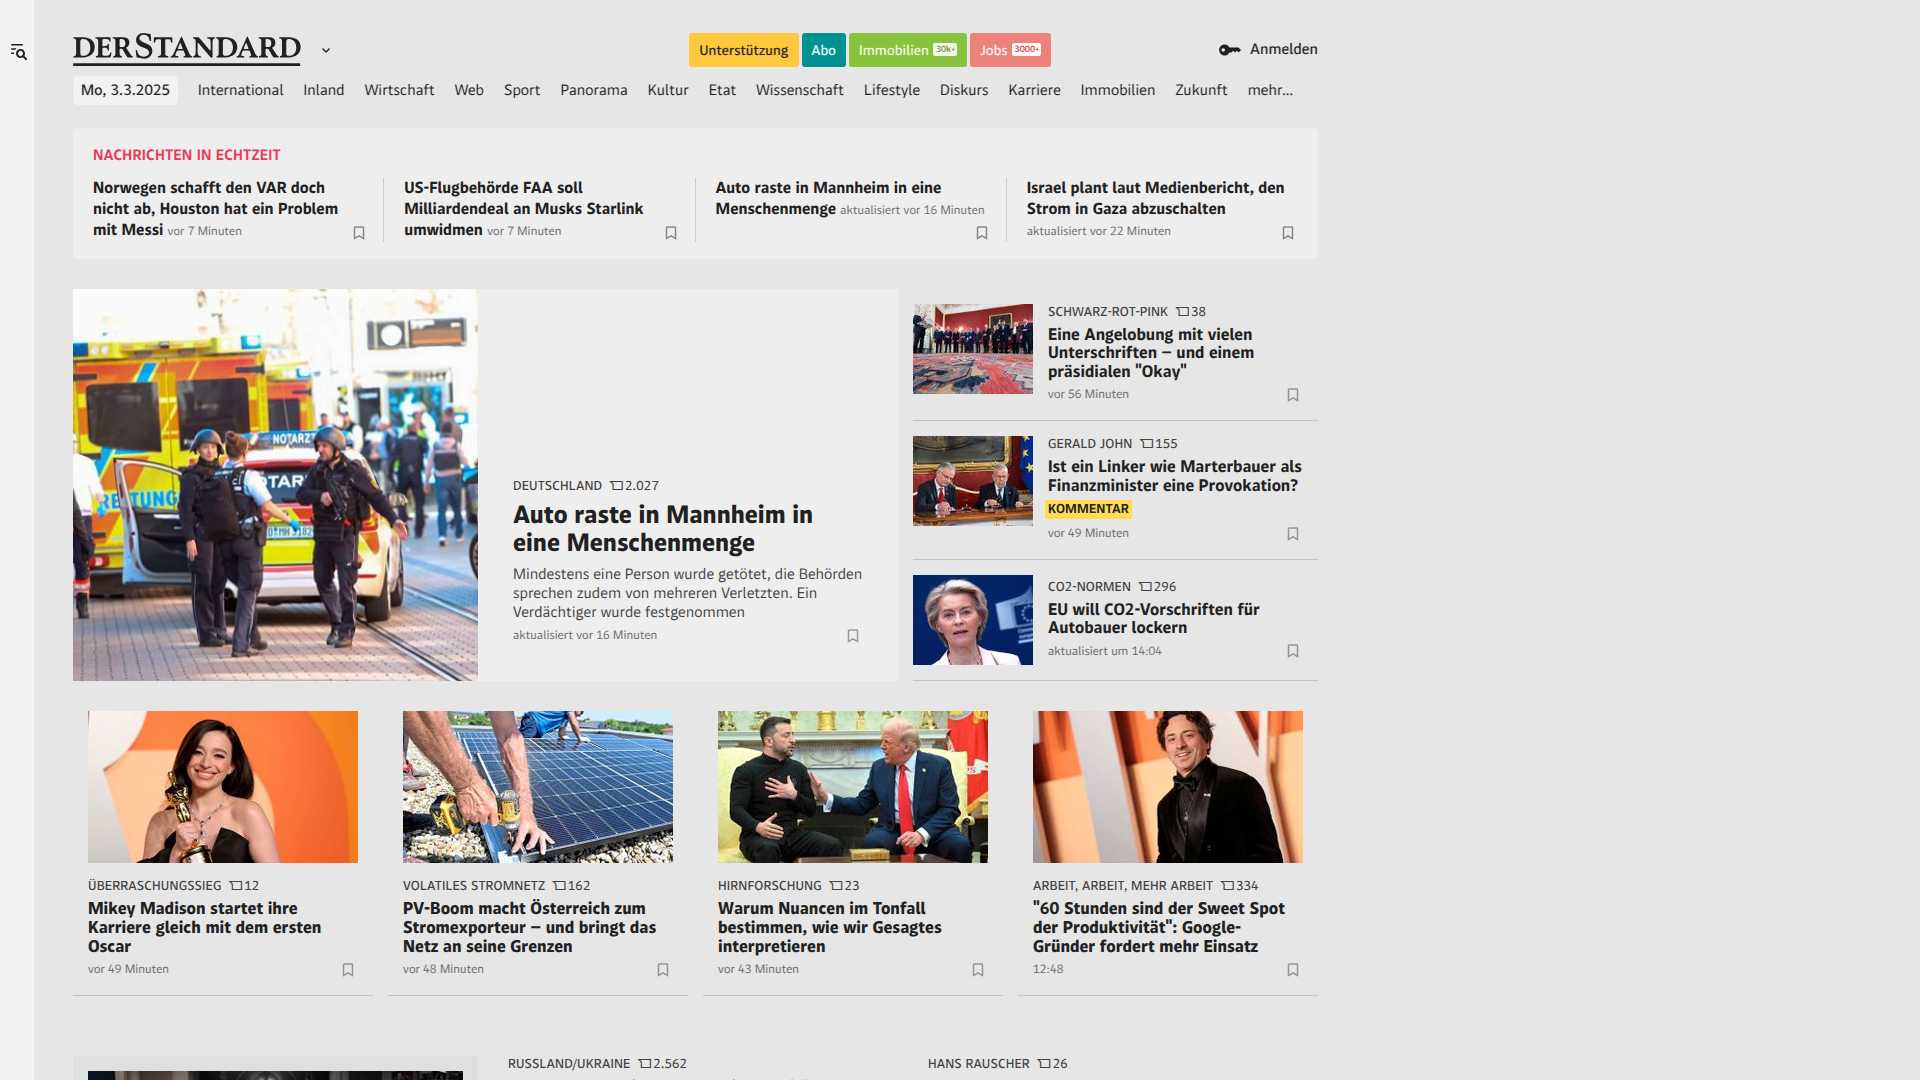 DERSTANDARD
Unterstützung
Abo
Immobilien 30k+
Jobs 3000+
Anmelden
Mo, 3.3.2025
International
Inland
Wirtschaft
Web
Sport
Panorama
Kultur
Etat
Wissenschaft
Lifestyle
Diskurs
Karriere
Immobilien
Zukunft
mehr...
NACHRICHTEN IN ECHTZEIT
Norwegen schafft den VAR doch
nicht ab, Houston hat ein Problem
mit Messi vor 7 Minuten
US-Flugbehörde FAA soll
Milliardendeal an Musks Starlink
umwidmen vor 7 Minuten
Auto raste in Mannheim in eine
Menschenmenge aktualisiert vor 16 Minuten
Israel plant laut Medienbericht, den
Strom in Gaza abzuschalten
aktualisiert vor 22 Minuten
NOTARZT
NOTAR
RETTUNG
DEUTSCHLAND 2.027
Auto raste in Mannheim in
eine Menschenmenge
Mindestens eine Person wurde getötet, die Behörden
sprechen zudem von mehreren Verletzten. Ein
Verdächtiger wurde festgenommen
aktualisiert vor 16 Minuten
SCHWARZ-ROT-PINK 38
Eine Angelobung mit vielen
Unterschriften – und einem
präsidialen "Okay"
vor 56 Minuten
GERALD JOHN 155
Ist ein Linker wie Marterbauer als
Finanzminister eine Provokation?
KOMMENTAR
vor 49 Minuten
CO2-NORMEN 296
EU will CO2-Vorschriften für
Autobauer lockern
aktualisiert um 14:04
ÜBERRASCHUNGSSIEG 12
Mikey Madison startet ihre
Karriere gleich mit dem ersten
Oscar
vor 49 Minuten
VOLATILES STROMNETZ 162
PV-Boom macht Österreich zum
Stromexporteur – und bringt das
Netz an seine Grenzen
vor 48 Minuten
HIRNFORSCHUNG 23
Warum Nuancen im Tonfall
bestimmen, wie wir Gesagtes
interpretieren
vor 43 Minuten
ARBEIT, ARBEIT, MEHR ARBEIT 334
"60 Stunden sind der Sweet Spot
der Produktivität": Google-
Gründer fordert mehr Einsatz
12:48
RUSSLAND/UKRAINE 2.562
HANS RAUSCHER 26